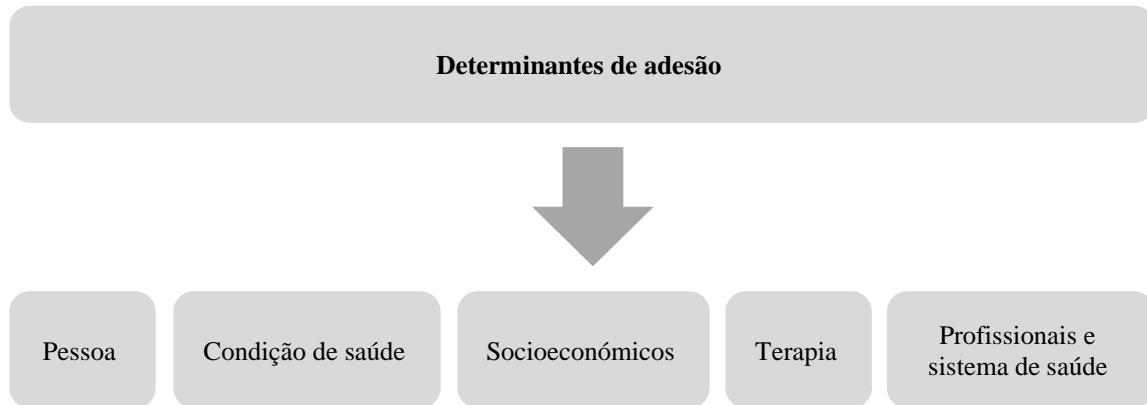 Determinantes de adesão
Pessoa
Condição de saúde
Socioeconómicos
Terapia
Profissionais e
sistema de saúde